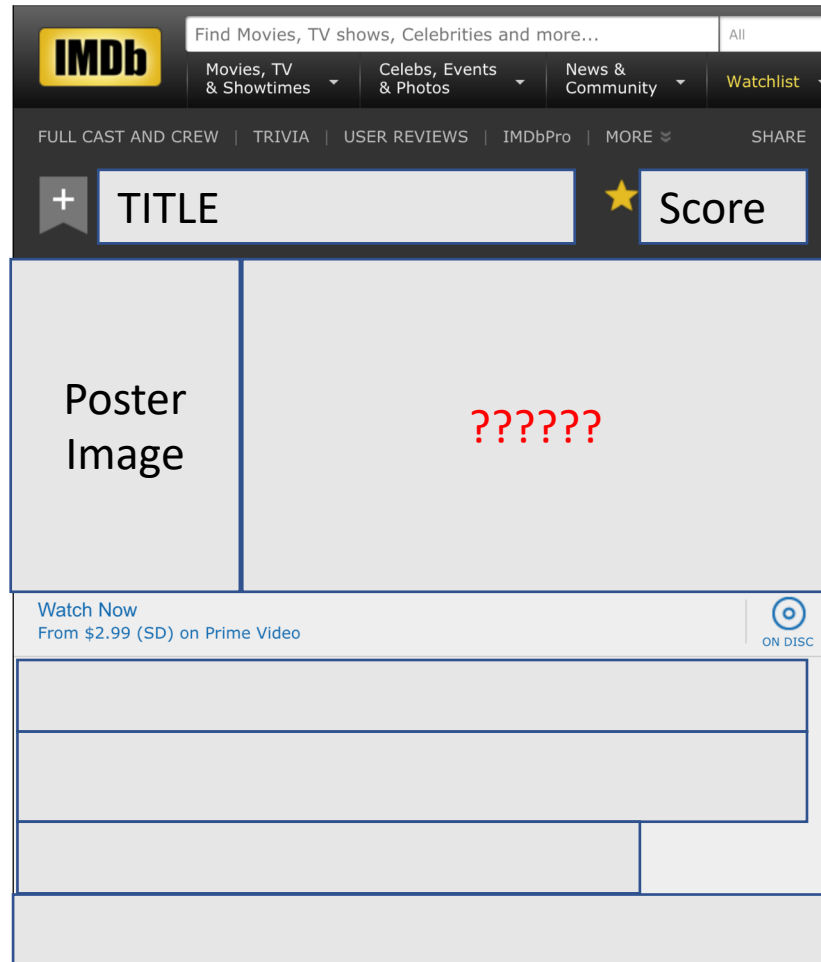 IMDb
Find Movies, TV shows, Celebrities and more...
All
Movies, TV
& Showtimes
Celebs, Events
& Photos
News &
Community
Watchlist
FULL CAST AND CREW | TRIVIA | USER REVIEWS | IMDbPro | MORE
SHARE
+ TITLE
Score
Poster
Image
??????
Watch Now
From $2.99 (SD) on Prime Video
ON DISC